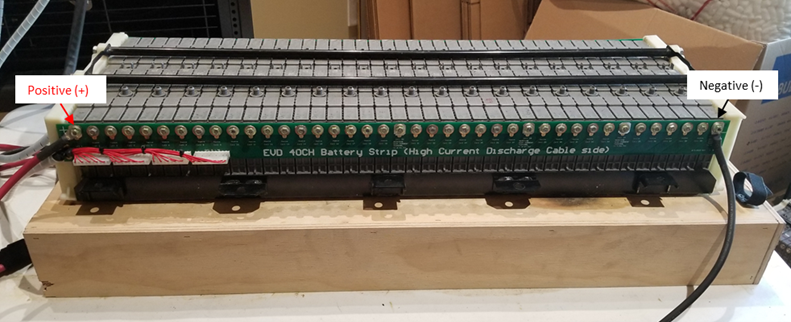 Positive (+)
Negative (-)
EVD 40CH Battery Strip (High Current Discharge Cable side)